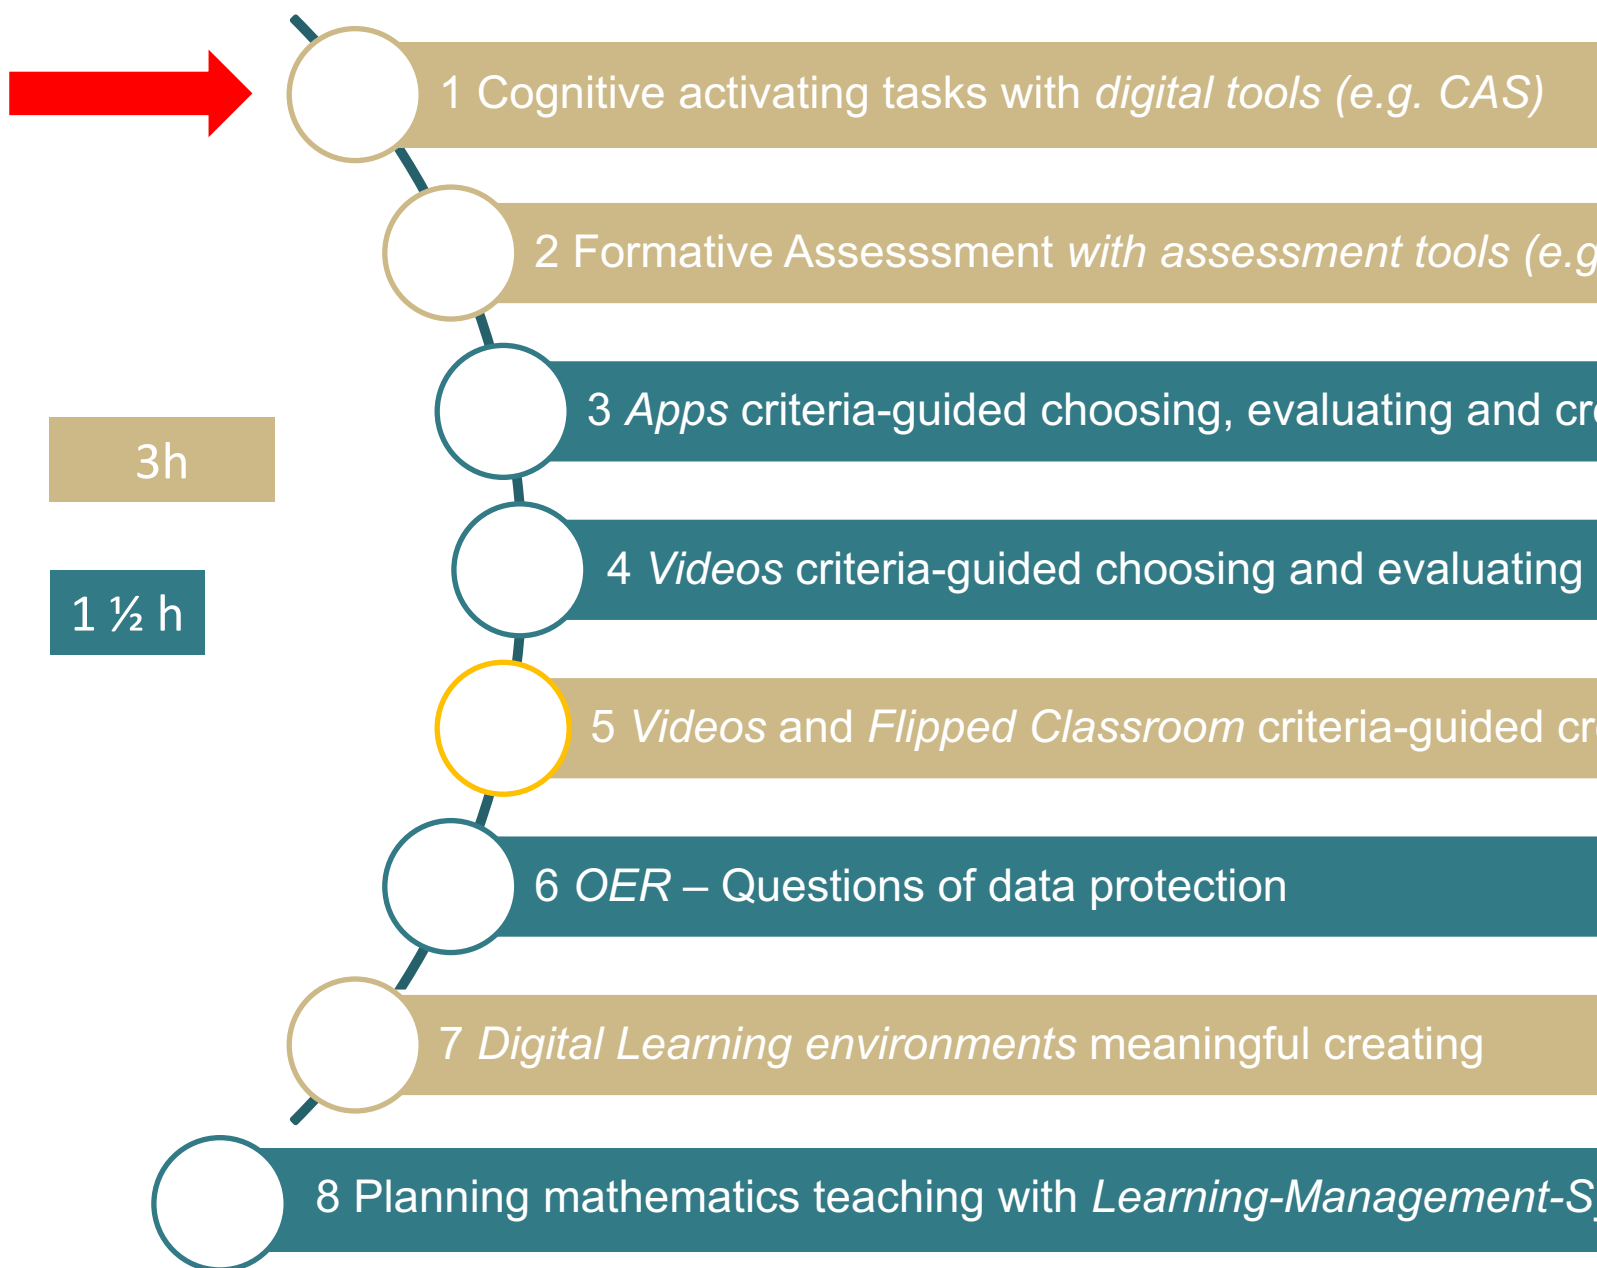 1 Cognitive activating tasks with digital tools (e.g. CAS)
2 Formative Assesssment with assessment tools (e.g
3 Apps criteria-guided choosing, evaluating and
3h
4 Videos criteria-guided choosing and evaluating
1 ½ h
5 Videos and Flipped Classroom criteria-guided
6 OER – Questions of data protection
7 Digital Learning environments meaningful creating
8 Planning mathematics teaching with Learning-Management-